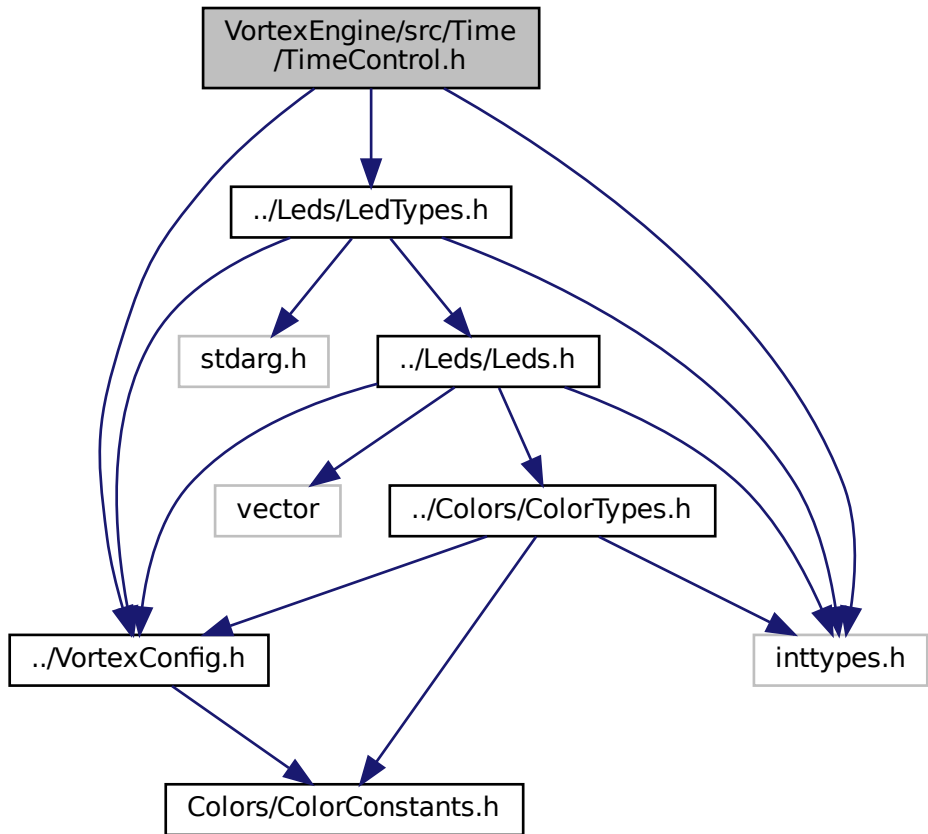 VortexEngine/src/Time
/TimeControl.h
../Leds/LedTypes.h
stdarg.h
../Leds/Leds.h
vector
../Colors/ColorTypes.h
../VortexConfig.h
inttypes.h
Colors/ColorConstants.h